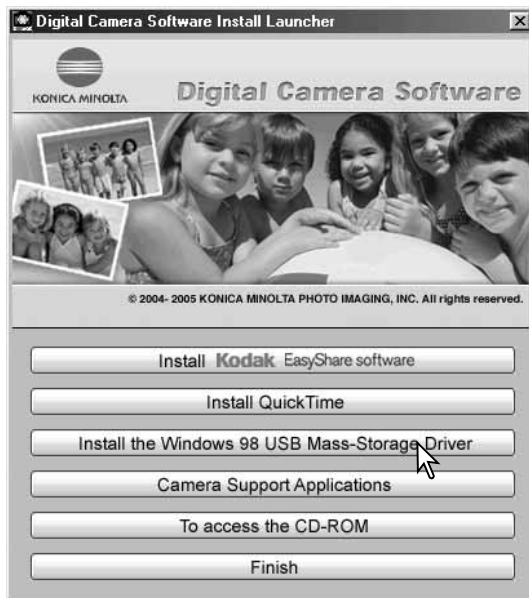 Digital Camera Software Install Launcher
KONICA MINOLTA
Digital Camera Software
© 2004- 2005 KONICA MINOLTA PHOTO IMAGING, INC. All rights reserved.
Install Kodak EasyShare software
Install QuickTime
Install the Windows 98 USB Mass-Storage Driver
Camera Support Applications
To access the CD-ROM
Finish